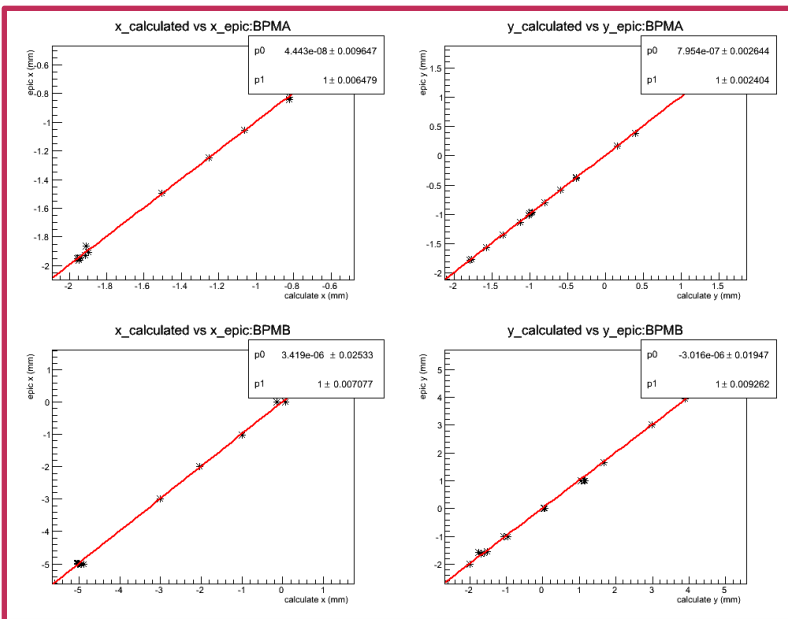 x_calculated vs x_epic:BPMA
p0 4.443e-08 ± 0.009647
p1 1 ± 0.006479
epic x (mm)
-0.6
-0.8
-1
-1.2
-1.4
-1.6
-1.8
-2
-2 -1.8 -1.6 -1.4 -1.2 -1 -0.8 -0.6
calculate x (mm)
y_calculated vs y_epic:BPMA
p0 7.954e-07 ± 0.002644
p1 1 ± 0.002404
epic y (mm)
1.5
1
0.5
0
-0.5
-1
-1.5
-2
-2 -1.5 -1 -0.5 0 0.5 1 1.5
calculate y (mm)
x_calculated vs x_epic:BPMB
p0 3.419e-06 ± 0.02533
p1 1 ± 0.007077
epic x (mm)
1
0
-1
-2
-3
-4
-5
-5 -4 -3 -2 -1 0 1
calculate x (mm)
y_calculated vs y_epic:BPMB
p0 -3.016e-06 ± 0.01947
p1 1 ± 0.009262
epic y (mm)
5
4
3
2
1
0
-1
-2
-2 -1 0 1 2 3 4 5
calculate y (mm)